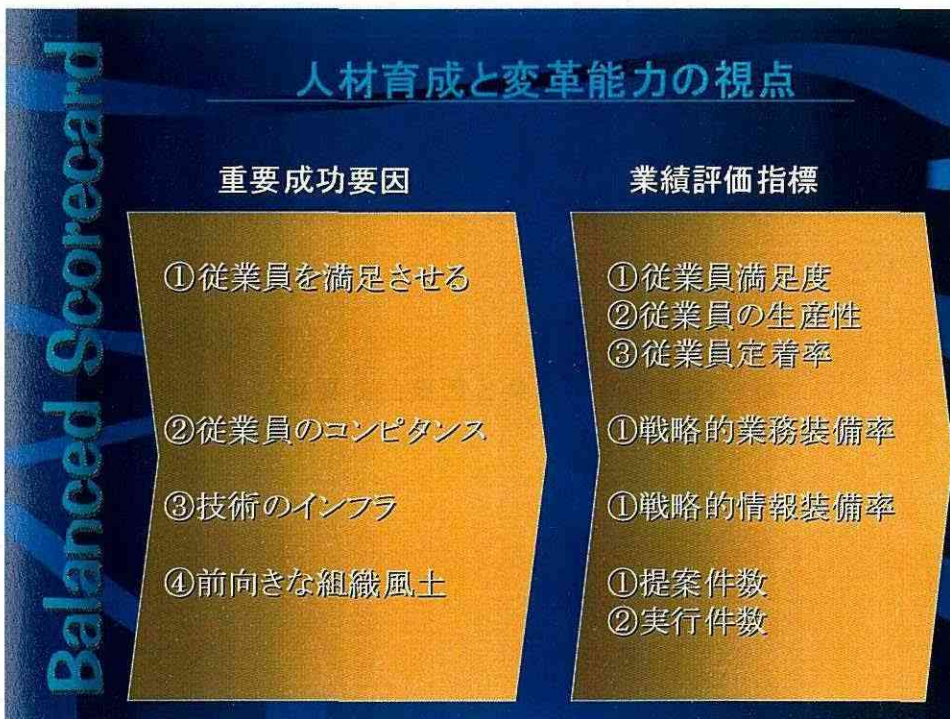 Balanced Scorecard
人材育成と変革能力の視点
重要成功要因
①従業員を満足させる
②従業員のコンピタンス
③技術のインフラ
④前向きな組織風土
業績評価指標
①従業員満足度
②従業員の生産性
③従業員定着率
①戦略的業務装備率
①戦略的情報装備率
①提案件数
②実行件数